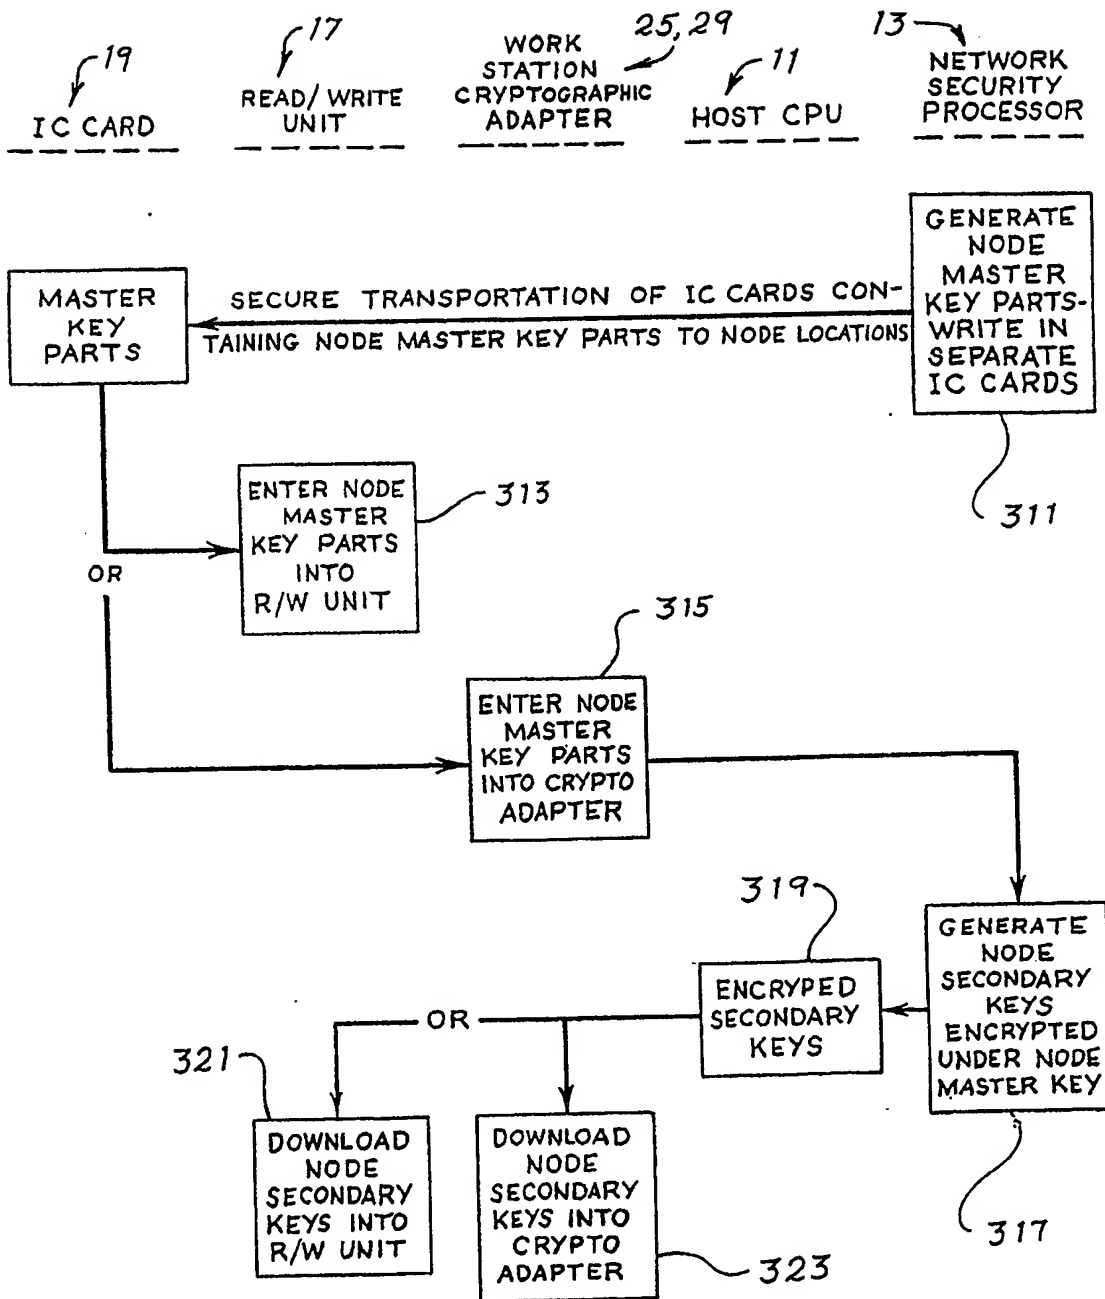 19
IC CARD
17
READ/WRITE
UNIT
WORK
STATION
CRYPTOGRAPHIC
ADAPTER
25,29
11
HOST CPU
13
NETWORK
SECURITY
PROCESSOR
GENERATE
NODE
MASTER
KEY PARTS-
WRITE IN
SEPARATE
IC CARDS
311
SECURE TRANSPORTATION OF IC CARDS CON-
TAINING NODE MASTER KEY PARTS TO NODE LOCATIONS
MASTER
KEY
PARTS
OR
ENTER NODE
MASTER
KEY PARTS
INTO
R/W UNIT
313
315
ENTER NODE
MASTER
KEY PARTS
INTO CRYPTO
ADAPTER
GENERATE
NODE
SECONDARY
KEYS
ENCRYPTED
UNDER NODE
MASTER KEY
317
319
ENCRYPED
SECONDARY
KEYS
OR
321
DOWNLOAD
NODE
SECONDARY
KEYS INTO
R/W UNIT
DOWNLOAD
NODE
SECONDARY
KEYS INTO
CRYPTO
ADAPTER
323